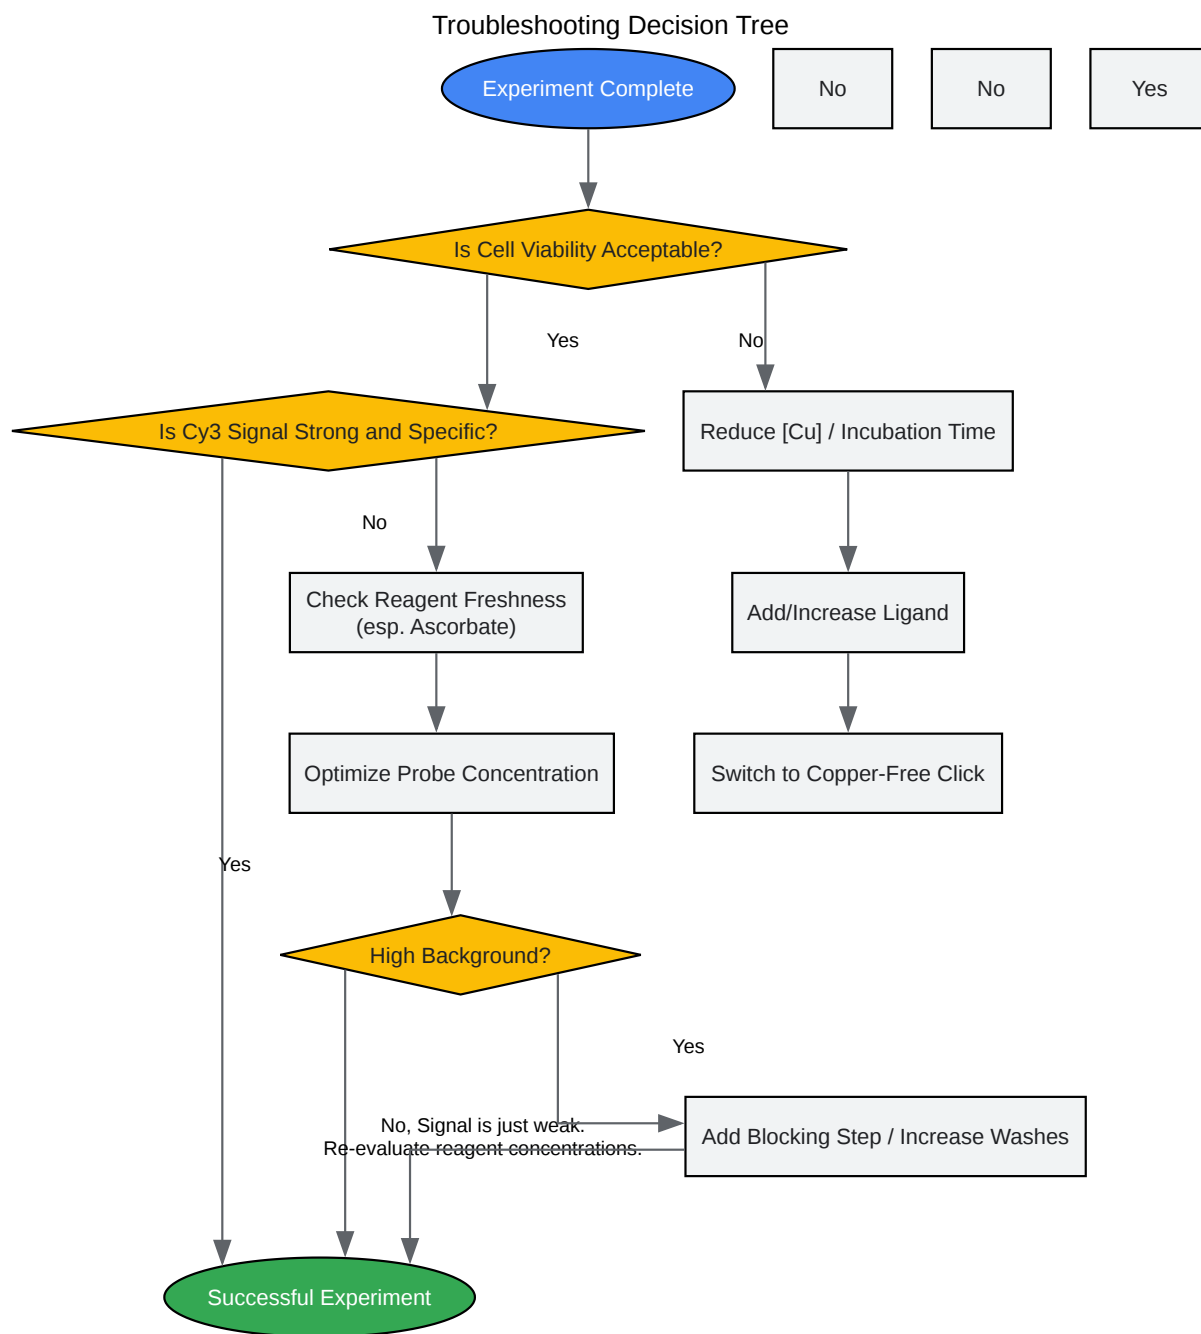 Troubleshooting Decision Tree
Experiment Complete
No
No
Yes
Is Cell Viability Acceptable?
Yes
No
Is Cy3 Signal Strong and Specific?
Reduce [Cu] / Incubation Time
No
Check Reagent Freshness
(esp. Ascorbate)
Add/Increase Ligand
Optimize Probe Concentration
Switch to Copper-Free Click
Yes
High Background?
Yes
No, Signal is just weak.
Re-evaluate reagent concentrations.
Add Blocking Step / Increase Washes
Successful Experiment